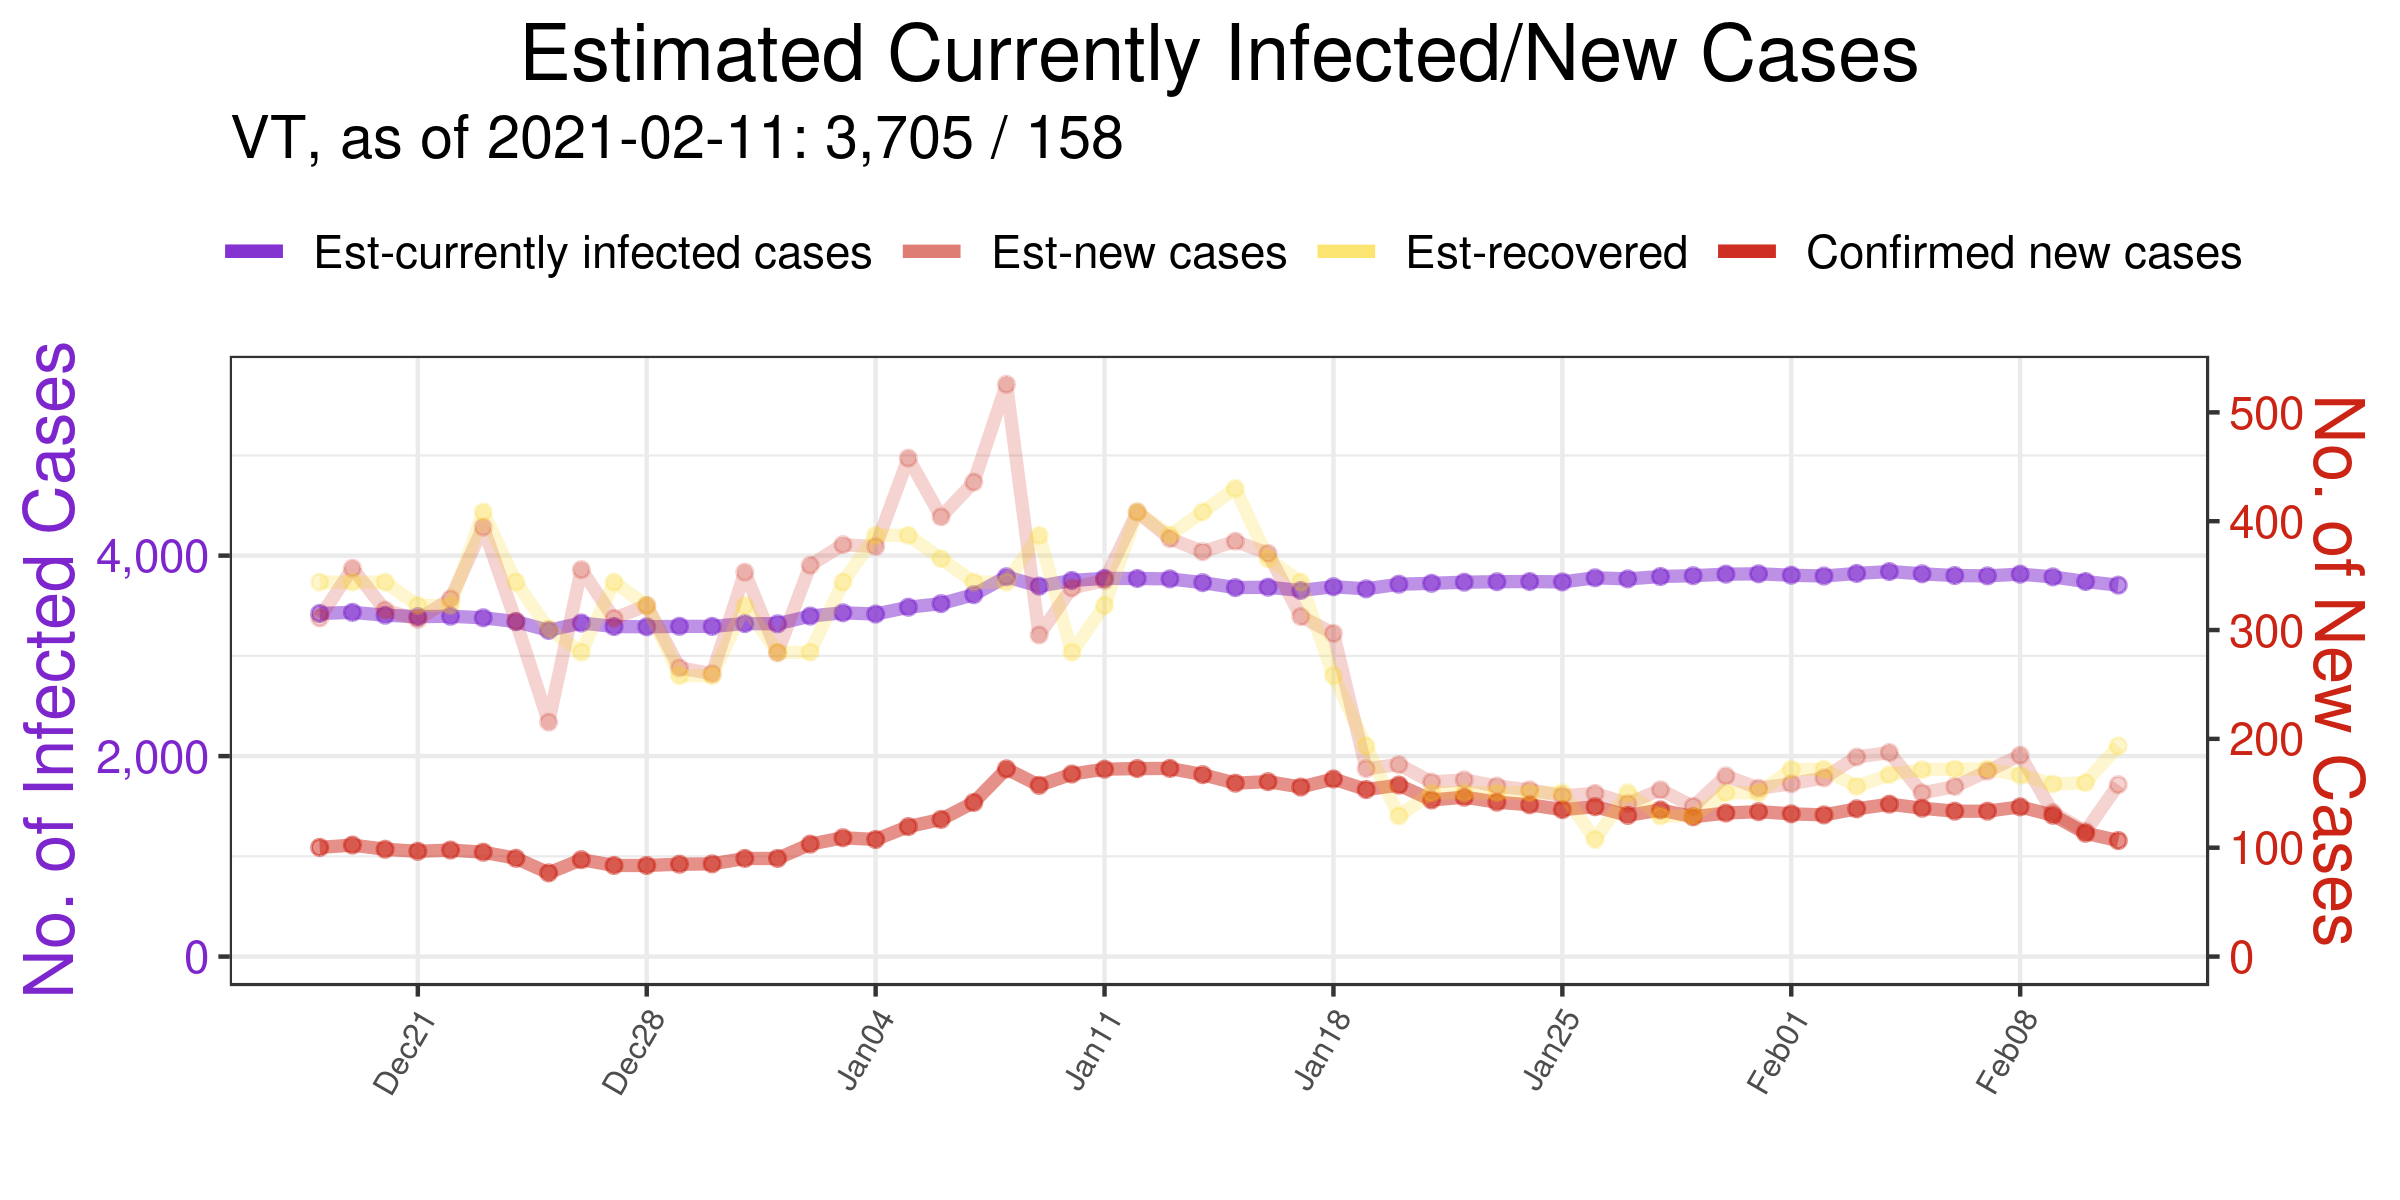 Estimated Currently Infected/New Cases
VT, as of 2021-02-11: 3,705 / 158
Est-currently infected cases Est-new cases Est-recovered Confirmed new cases
No. of Infected Cases
4,000
2,000
0
500
400
300
200
100
0
No. of New Cases
Dec21 Dec28 Jan04 Jan11 Jan18 Jan25 Feb01 Feb08